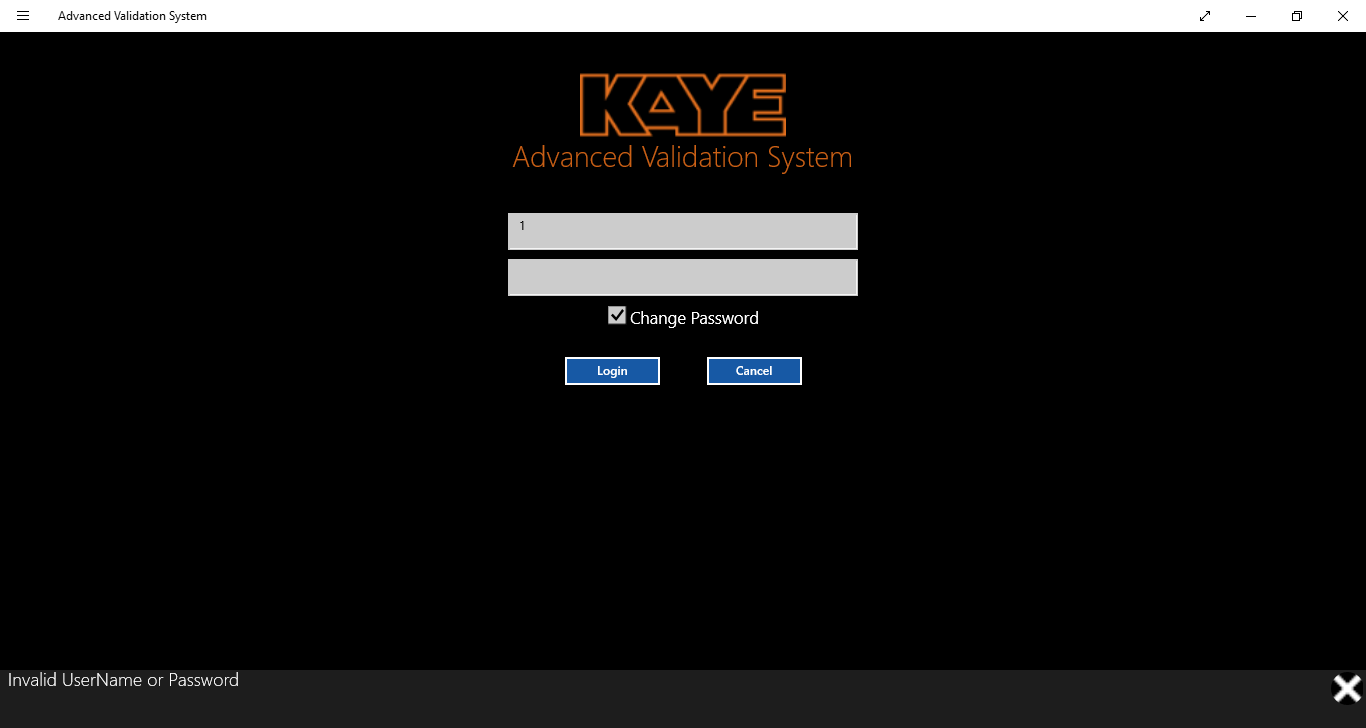 Advanced Validation System
KAYE
Advanced Validation System
1
Change Password
Login
Cancel
Invalid UserName or Password